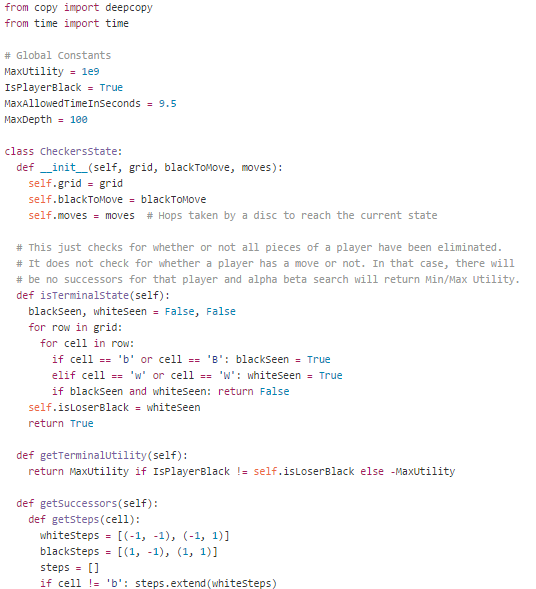 from copy import deepcopy
from time import time

# Global Constants
MaxUtility = 1e9
IsPlayerBlack = True
MaxAllowedTimeInSeconds = 9.5
MaxDepth = 100

class CheckersState:
  def __init__(self, grid, blackToMove, moves):
    self.grid = grid
    self.blackToMove = blackToMove
    self.moves = moves  # Hops taken by a disc to reach the current state

  # This just checks for whether or not all pieces of a player have been eliminated.
  # It does not check for whether a player has a move or not. In that case, there will
  # be no successors for that player and alpha beta search will return Min/Max Utility.
  def isTerminalState(self):
    blackSeen, whiteSeen = False, False
    for row in grid:
      for cell in row:
        if cell == 'b' or cell == 'B': blackSeen = True
        elif cell == 'w' or cell == 'W': whiteSeen = True
        if blackSeen and whiteSeen: return False
    self.isLoserBlack = whiteSeen
    return True

  def getTerminalUtility(self):
    return MaxUtility if IsPlayerBlack != self.isLoserBlack else -MaxUtility

  def getSuccessors(self):
    def getSteps(cell):
      whiteSteps = [(-1, -1), (-1, 1)]
      blackSteps = [(1, -1), (1, 1)]
      steps = []
      if cell != 'b': steps.extend(whiteSteps)